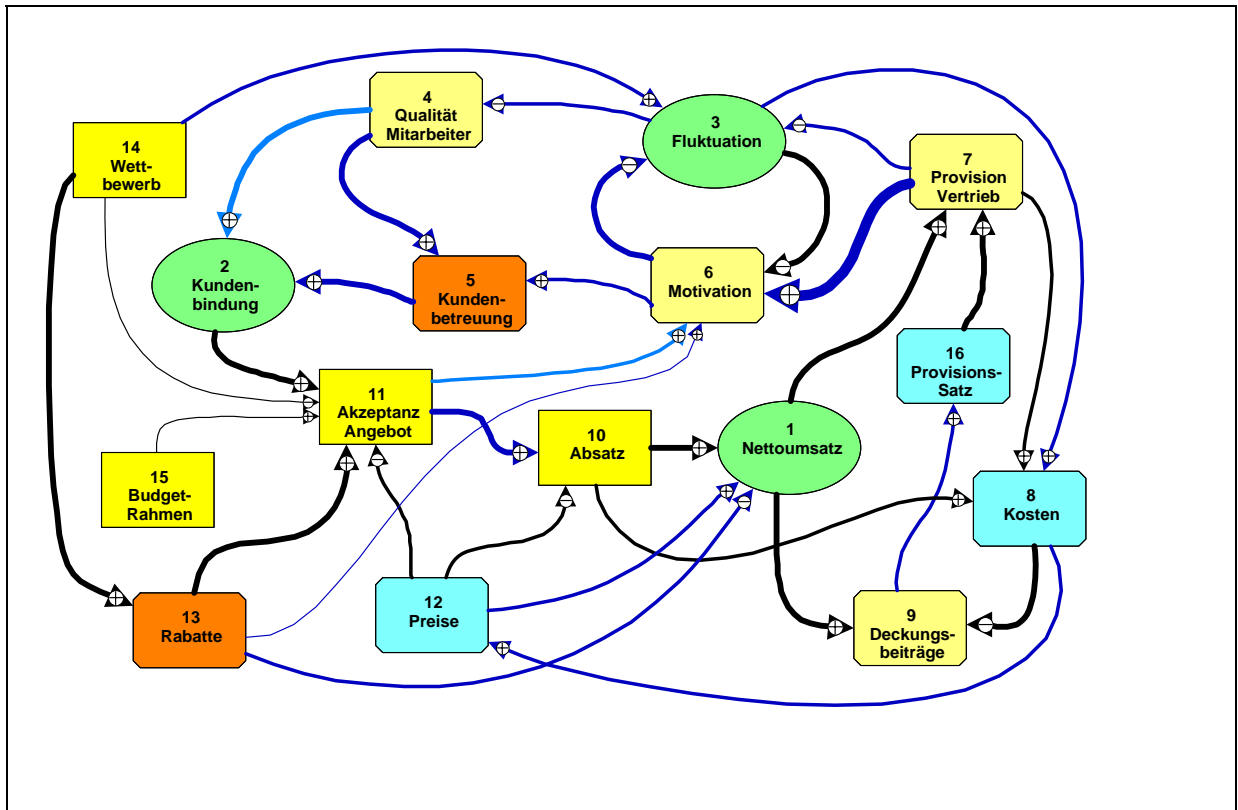 4
Qualität
Mitarbeiter
3
Fluktuation
14
Wett-
bewerb
7
Provision
Vertrieb
2
Kunden-
bindung
5
Kunden-
betreuung
6
Motivation
16
Provisions-
Satz
11
Akzeptanz
Angebot
10
Absatz
1
Nettoumsatz
15
Budget-
Rahmen
8
Kosten
13
Rabatte
12
Preise
9
Deckungs-
beiträge